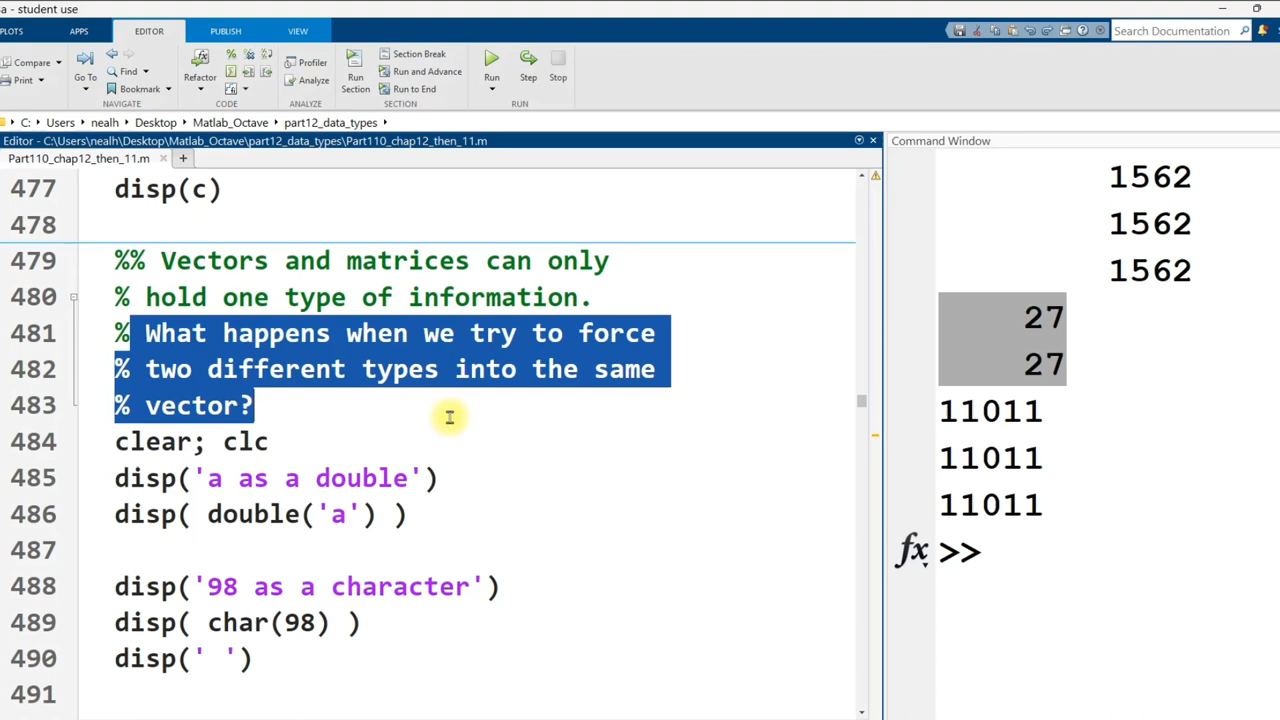 a - student use
PLOTS APPS EDITOR PUBLISH VIEW
Search Documentation
Compare
Print
Go To
Find
Bookmark
NAVIGATE
Refactor
CODE
Profiler
Analyze
ANALYZE
Run Section
Section Break
Run and Advance
Run to End
SECTION
Run
Step
Stop
RUN
C: Users nealh Desktop Matlab_Octave part12_data_types
Editor - C:\Users\nealh\Desktop\Matlab_Octave\part12_data_types\Part110_chap12_then_11.m
Part110_chap12_then_11.m +
477 disp(c)
478
479 %% Vectors and matrices can only
480 % hold one type of information.
481 % What happens when we try to force
482 % two different types into the same
483 % vector?
484 clear; clc
485 disp('a as a double')
486 disp( double('a') )
487
488 disp('98 as a character')
489 disp( char(98) )
490 disp(' ')
491
Command Window
1562
1562
1562
27
27
11011
11011
11011
fx >>